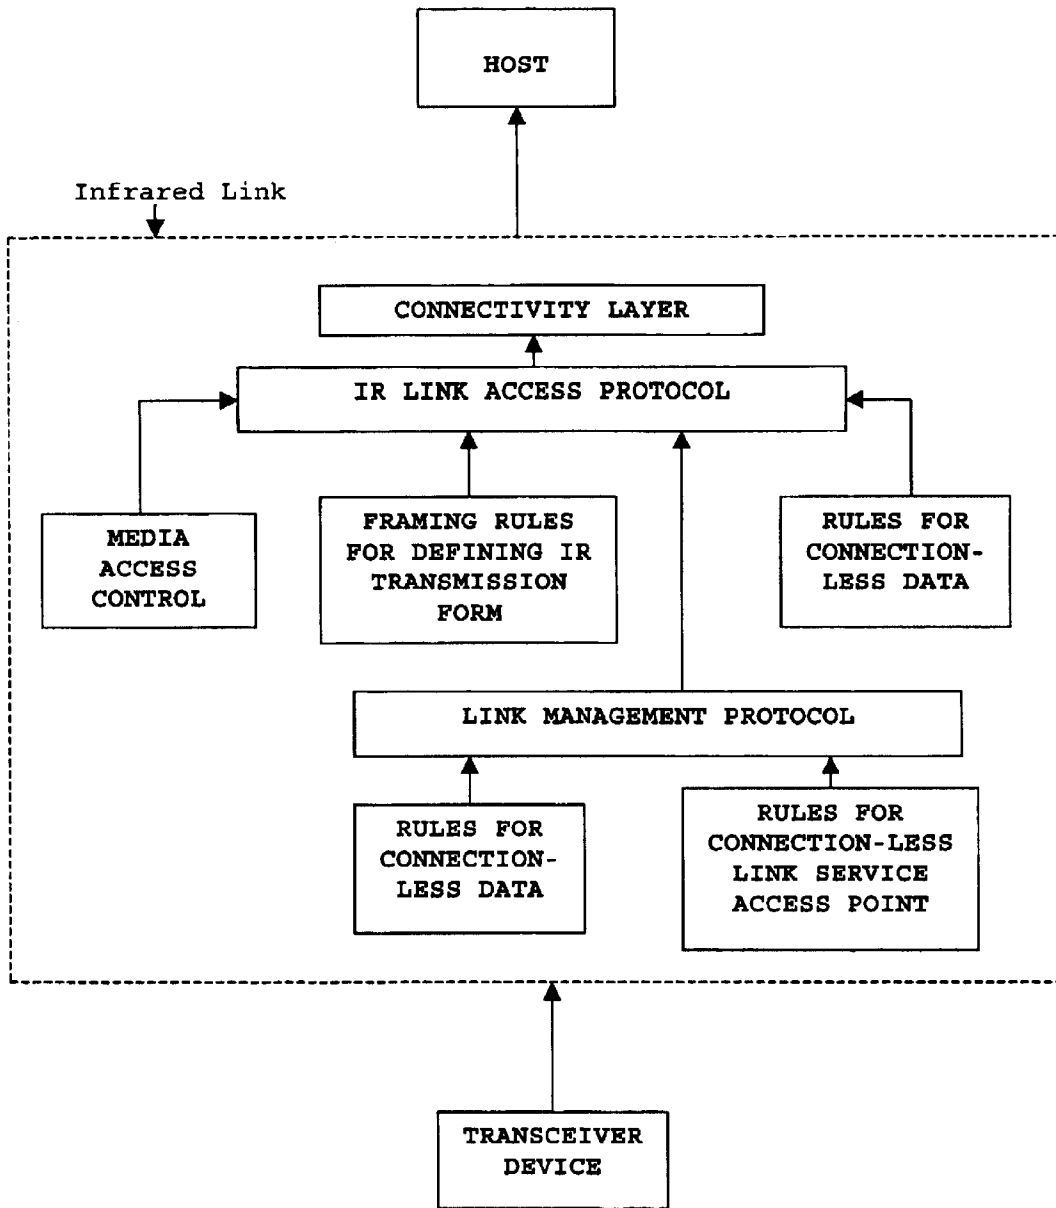 HOST
Infrared Link
CONNECTIVITY LAYER
IR LINK ACCESS PROTOCOL
MEDIA
ACCESS
CONTROL
FRAMING RULES
FOR DEFINING IR
TRANSMISSION
FORM
RULES FOR
CONNECTION-
LESS DATA
LINK MANAGEMENT PROTOCOL
RULES FOR
CONNECTION-
LESS DATA
RULES FOR
CONNECTION-LESS
LINK SERVICE
ACCESS POINT
TRANSCEIVER
DEVICE